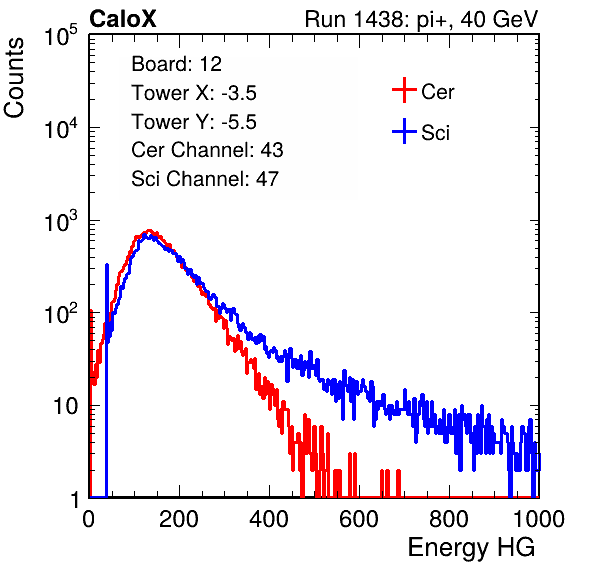 CaloX Run 1438: pi+, 40 GeV
Counts
Board: 12
Tower X: -3.5
Tower Y: -5.5
Cer Channel: 43
Sci Channel: 47
Cer
Sci
10^5
10^4
10^3
10^2
10
1
0 200 400 600 800 1000
Energy HG